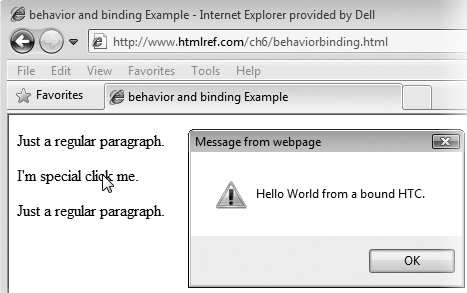 behavior and binding Example - Internet Explorer provided by Dell
http://www.htmlref.com/ch6/behaviorbinding.html
File Edit View Favorites Tools Help
Favorites behavior and binding Example
Just a regular paragraph.
Message from webpage
I'm special click me.
Hello World from a bound HTC.
Just a regular paragraph.
OK